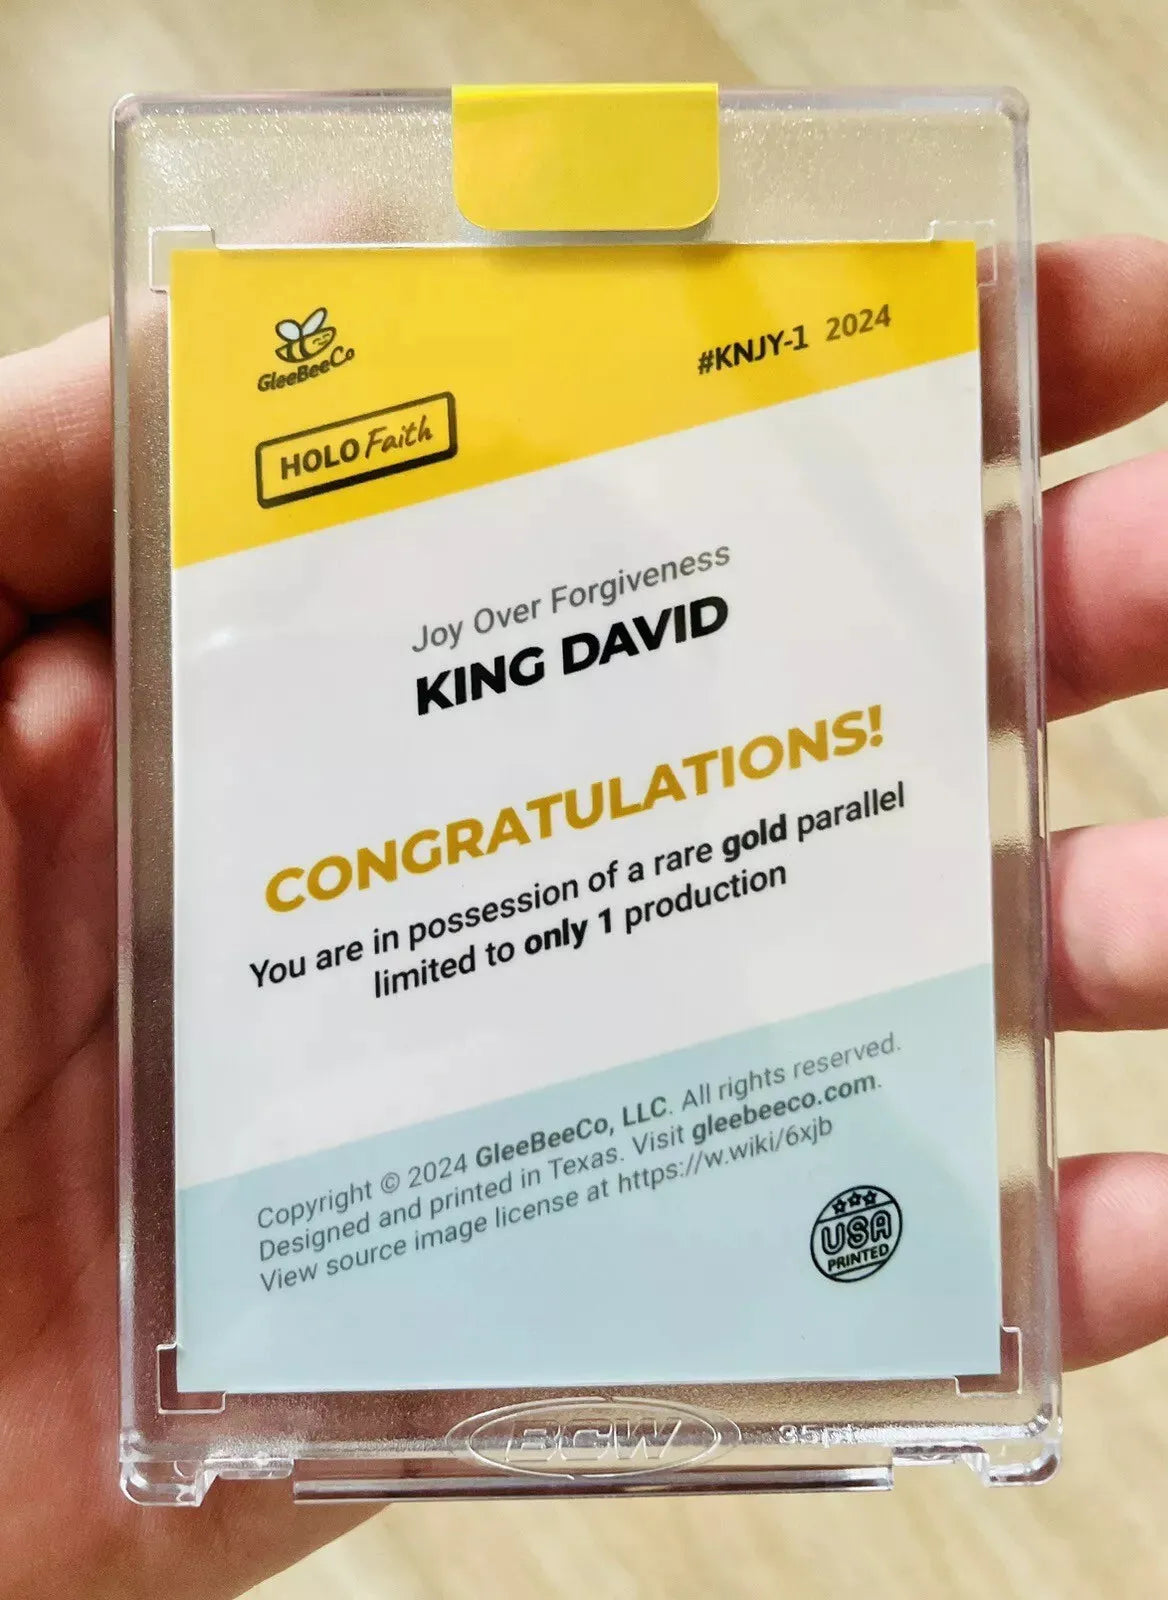 GleeBeeCo
#KNJY-1 2024
HOLO Faith
Joy Over Forgiveness
KING DAVID
CONGRATULATIONS!
You are in possession of a rare gold parallel
limited to only 1 production
Copyright © 2024 GleeBeeCo, LLC. All rights reserved.
Designed and printed in Texas. Visit gleebeeco.com.
View source image license at https://w.wiki/6xjb
USA
PRINTED
BCW
35pt